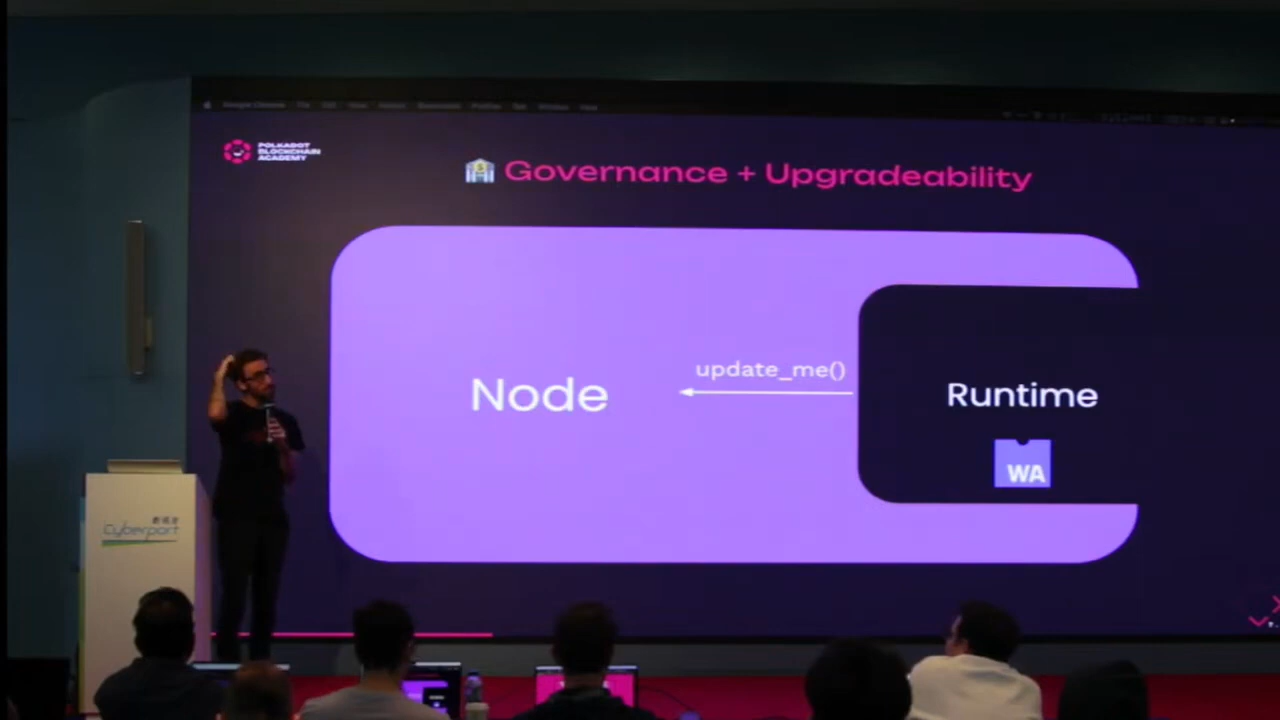 POLKADOT
BLOCKCHAIN
ACADEMY
Governance + Upgradeability
Node
update_me()
Runtime
WA
Cyberport